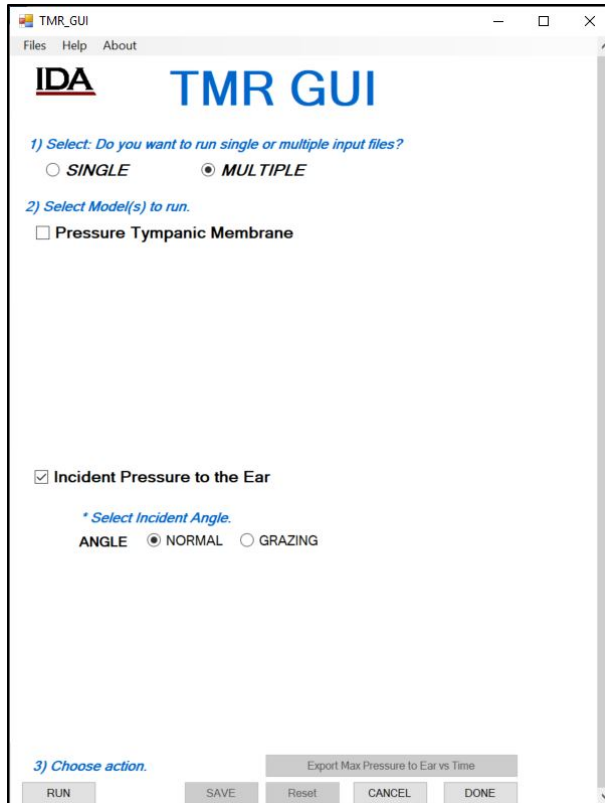 TMR_GUI
Files Help About
IDA
TMR GUI
1) Select: Do you want to run single or multiple input files?
SINGLE MULTIPLE
2) Select Model(s) to run.
Pressure Tympanic Membrane
Incident Pressure to the Ear
* Select Incident Angle.
ANGLE NORMAL GRAZING
3) Choose action.
Export Max Pressure to Ear vs Time
RUN SAVE Reset CANCEL DONE